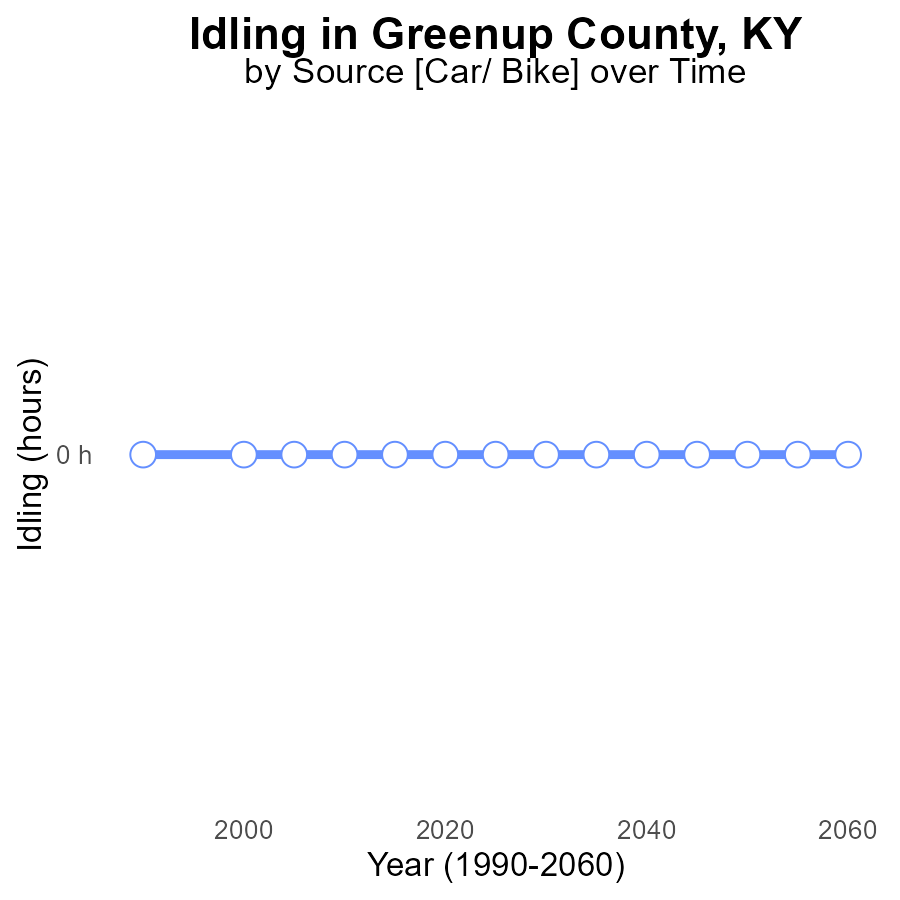 Idling in Greenup County, KY
by Source [Car/ Bike] over Time
Idling (hours)
0 h
2000 2020 2040 2060
Year (1990-2060)